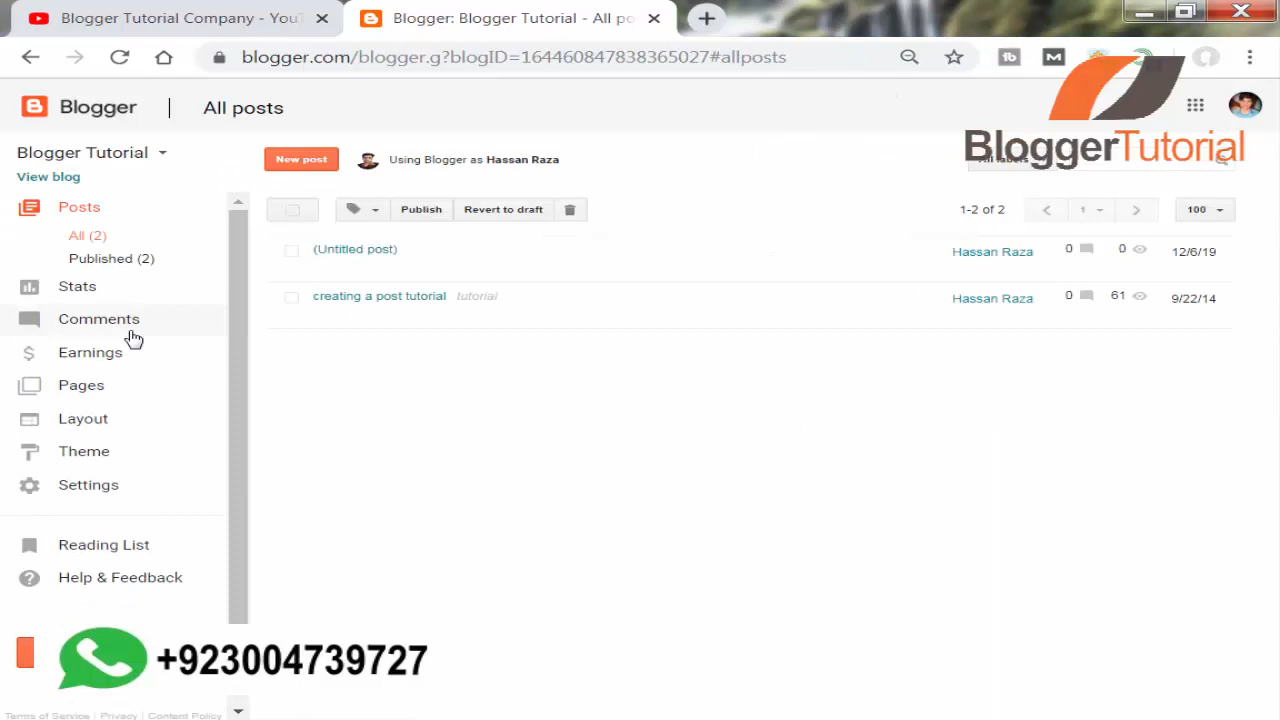 Blogger Tutorial Company - YouT
Blogger: Blogger Tutorial - All po
blogger.com/blogger.g?blogID=164460847838365027#allposts
Blogger | All posts
BloggerTutorial
Blogger Tutorial
View blog
New post
Using Blogger as Hassan Raza
All labels
Posts
All (2)
Published (2)
Stats
Comments
Earnings
Pages
Layout
Theme
Settings
Reading List
Help & Feedback
Publish
Revert to draft
1-2 of 2
1
100
(Untitled post)
Hassan Raza
0
0
12/6/19
creating a post tutorial tutorial
Hassan Raza
0
61
9/22/14
+923004739727
Terms of Service | Privacy | Content Policy